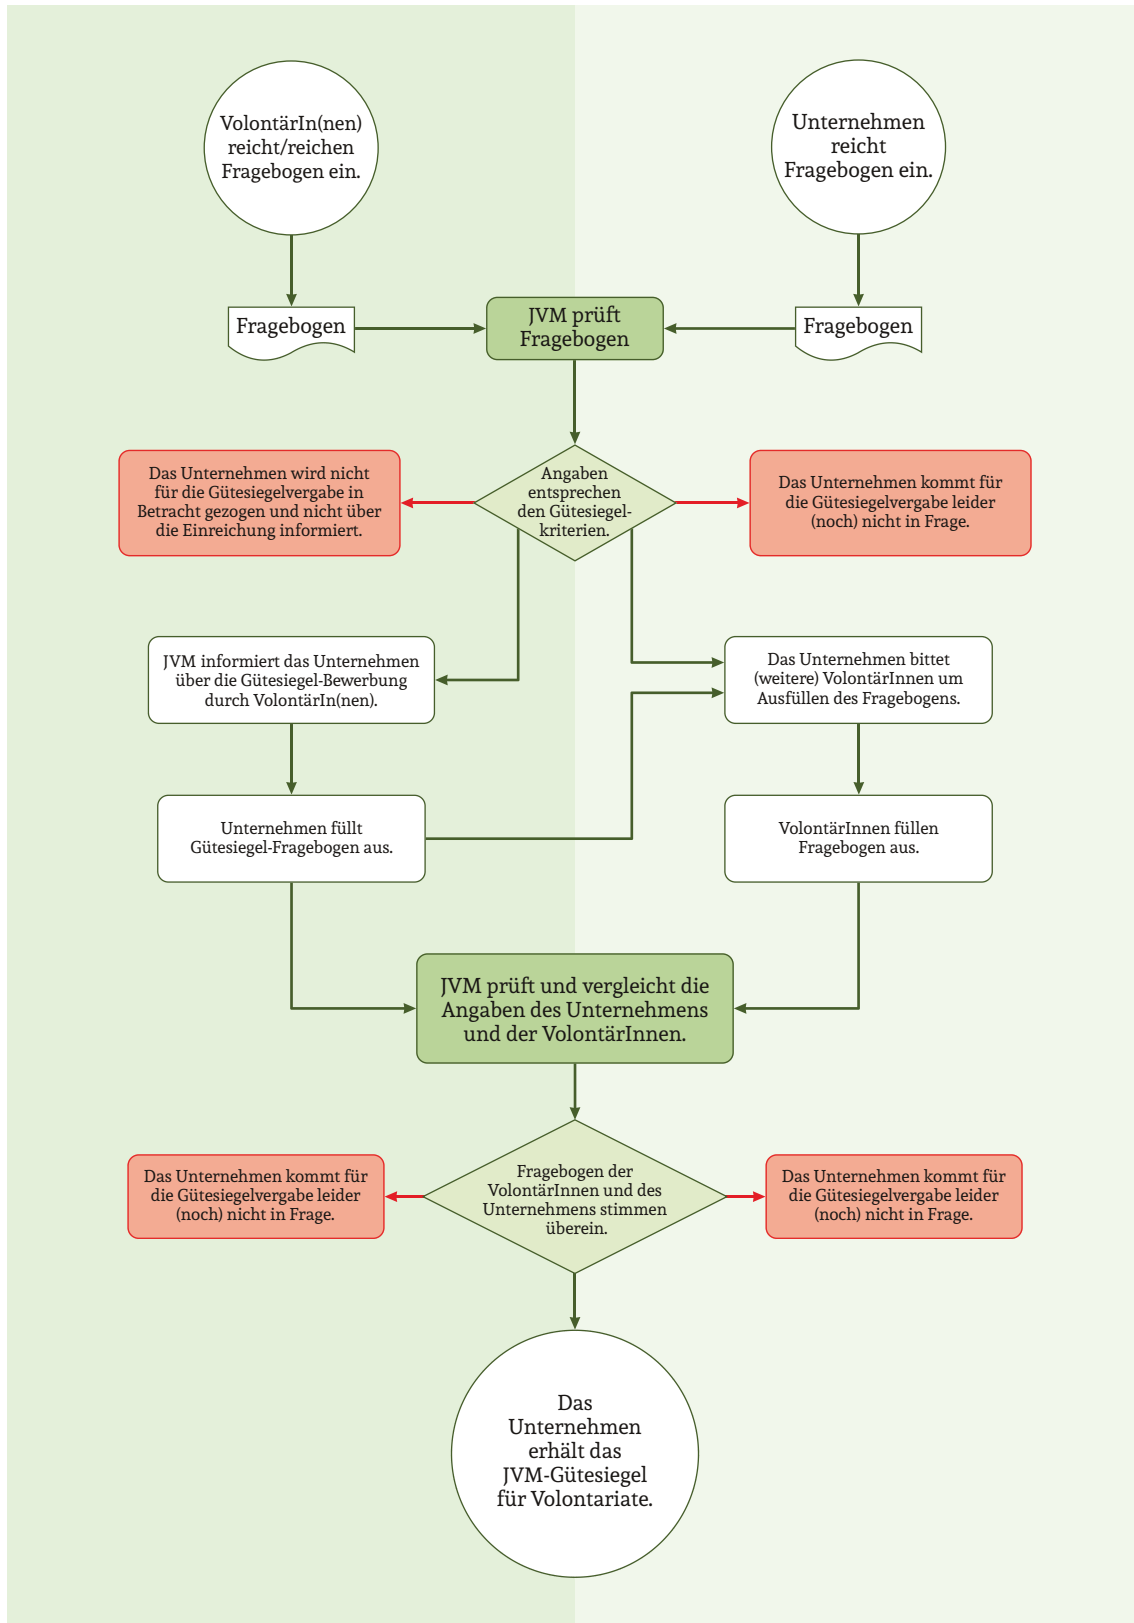 VolontärIn(nen)
reicht/reichen
Fragebogen ein.
Unternehmen
reicht
Fragebogen ein.
Fragebogen
JVM prüft
Fragebogen
Fragebogen
Das Unternehmen wird nicht
für die Gütesiegelvergabe in
Betracht gezogen und nicht über
die Einreichung informiert.
Angaben
entsprechen
den Gütesiegel-
kriterien.
Das Unternehmen kommt für
die Gütesiegelvergabe leider
(noch) nicht in Frage.
JVM informiert das Unternehmen
über die Gütesiegel-Bewerbung
durch VolontärIn(nen).
Das Unternehmen bittet
(weitere) VolontärInnen um
Ausfüllen des Fragebogens.
Unternehmen füllt
Gütesiegel-Fragebogen aus.
VolontärInnen füllen
Fragebogen aus.
JVM prüft und vergleicht die
Angaben des Unternehmens
und der VolontärInnen.
Das Unternehmen kommt für
die Gütesiegelvergabe leider
(noch) nicht in Frage.
Fragebogen der
VolontärInnen und des
Unternehmens stimmen
überein.
Das Unternehmen kommt für
die Gütesiegelvergabe leider
(noch) nicht in Frage.
Das
Unternehmen
erhält das
JVM-Gütesiegel
für Volontariate.